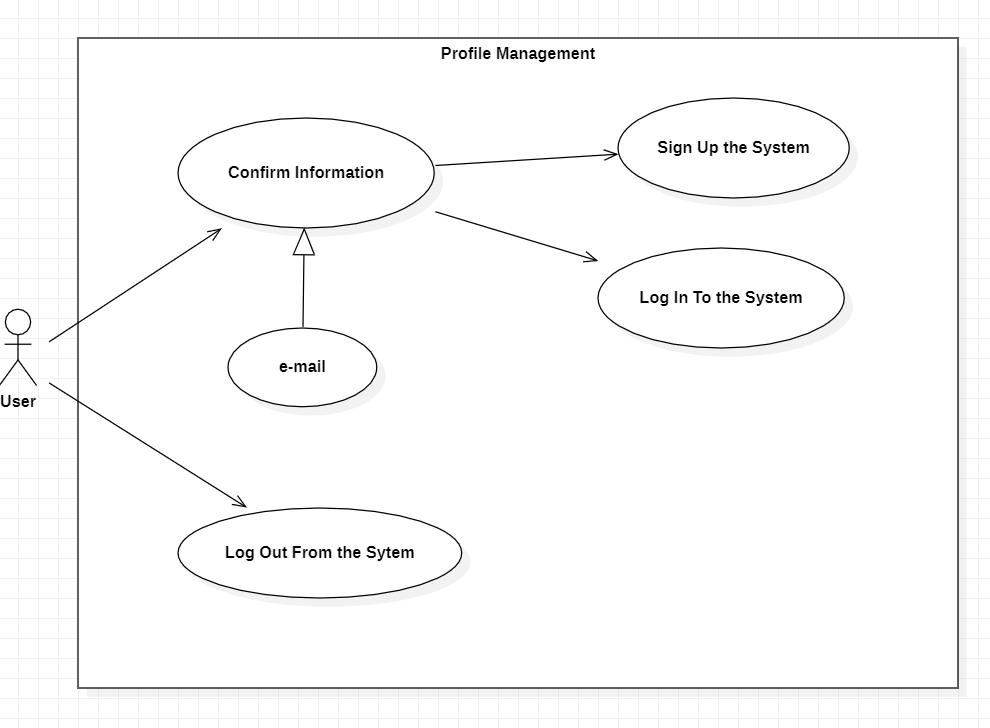 Profile Management
Sign Up the System
Confirm Information
Log In To the System
e-mail
User
Log Out From the Sytem